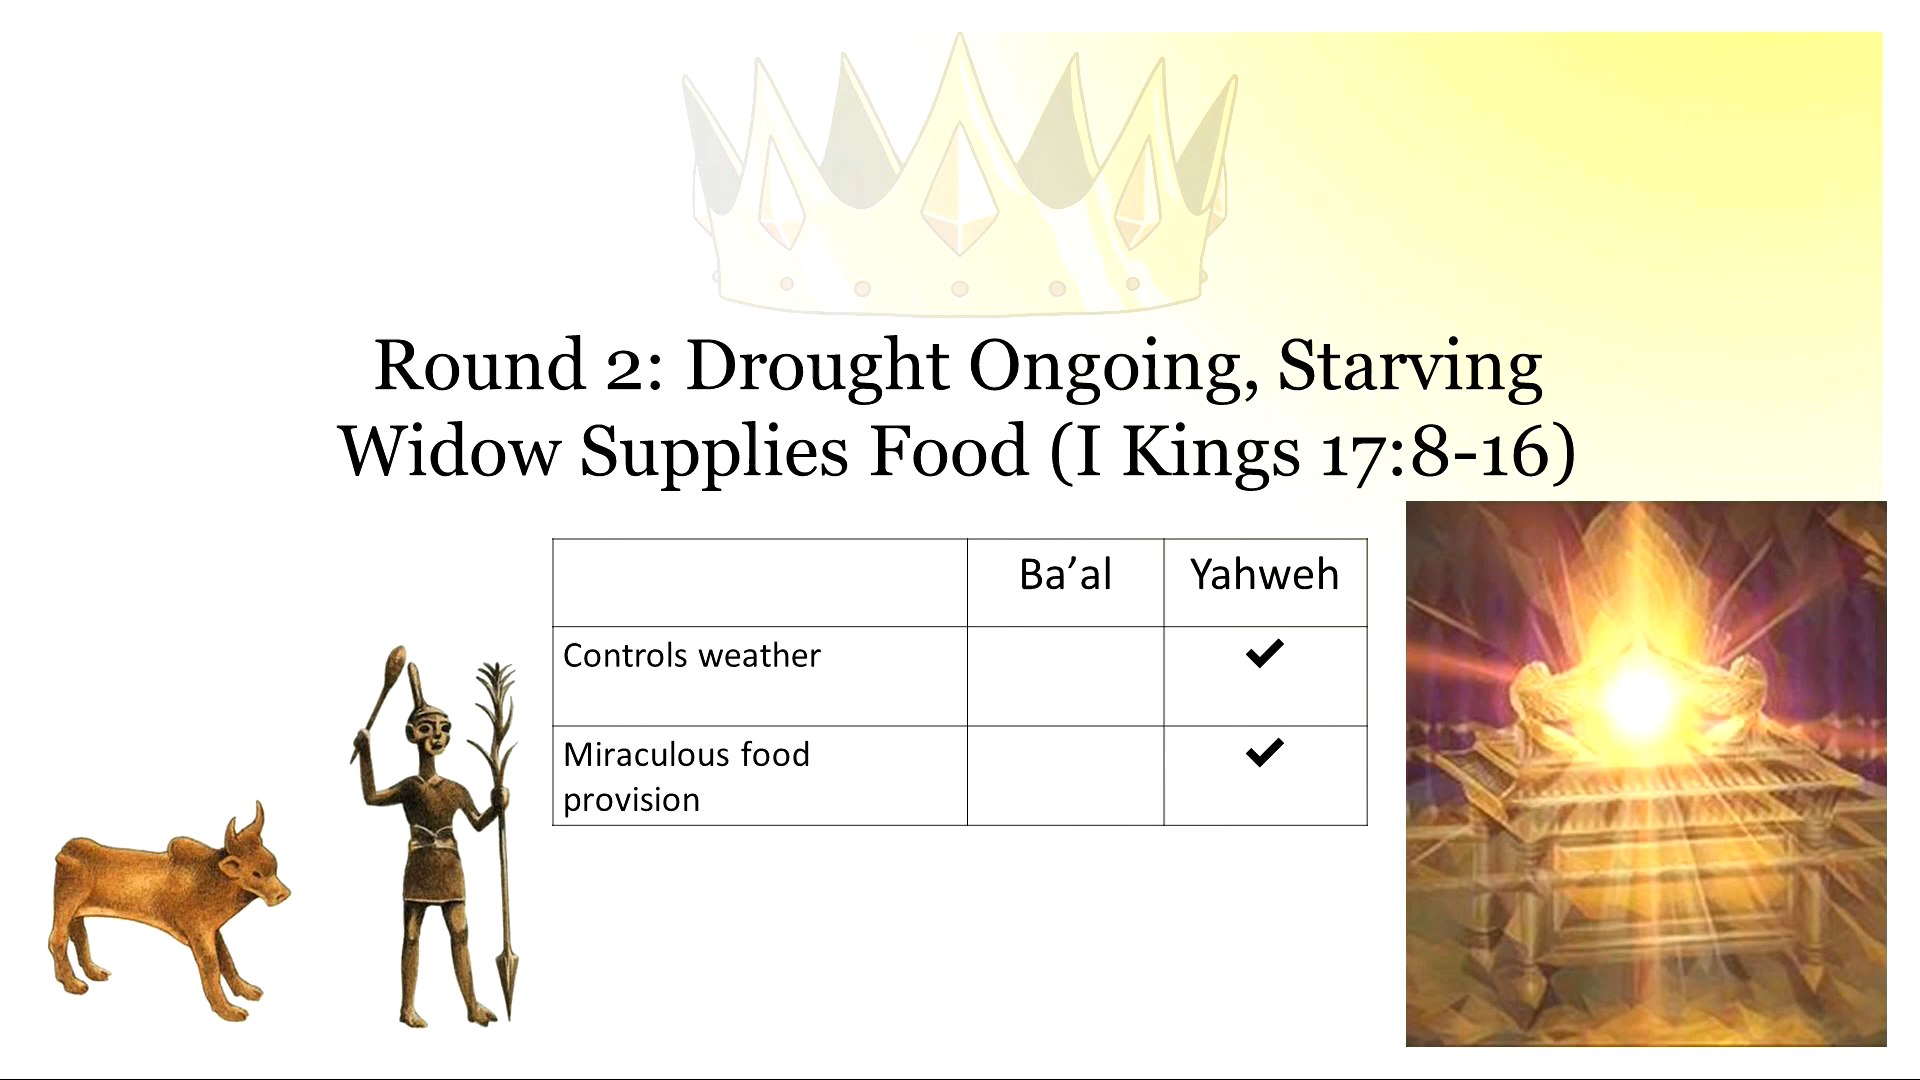 Round 2: Drought Ongoing, Starving
Widow Supplies Food (I Kings 17:8-16)
Ba’al Yahweh
Controls weather ✔
Miraculous food ✔
provision